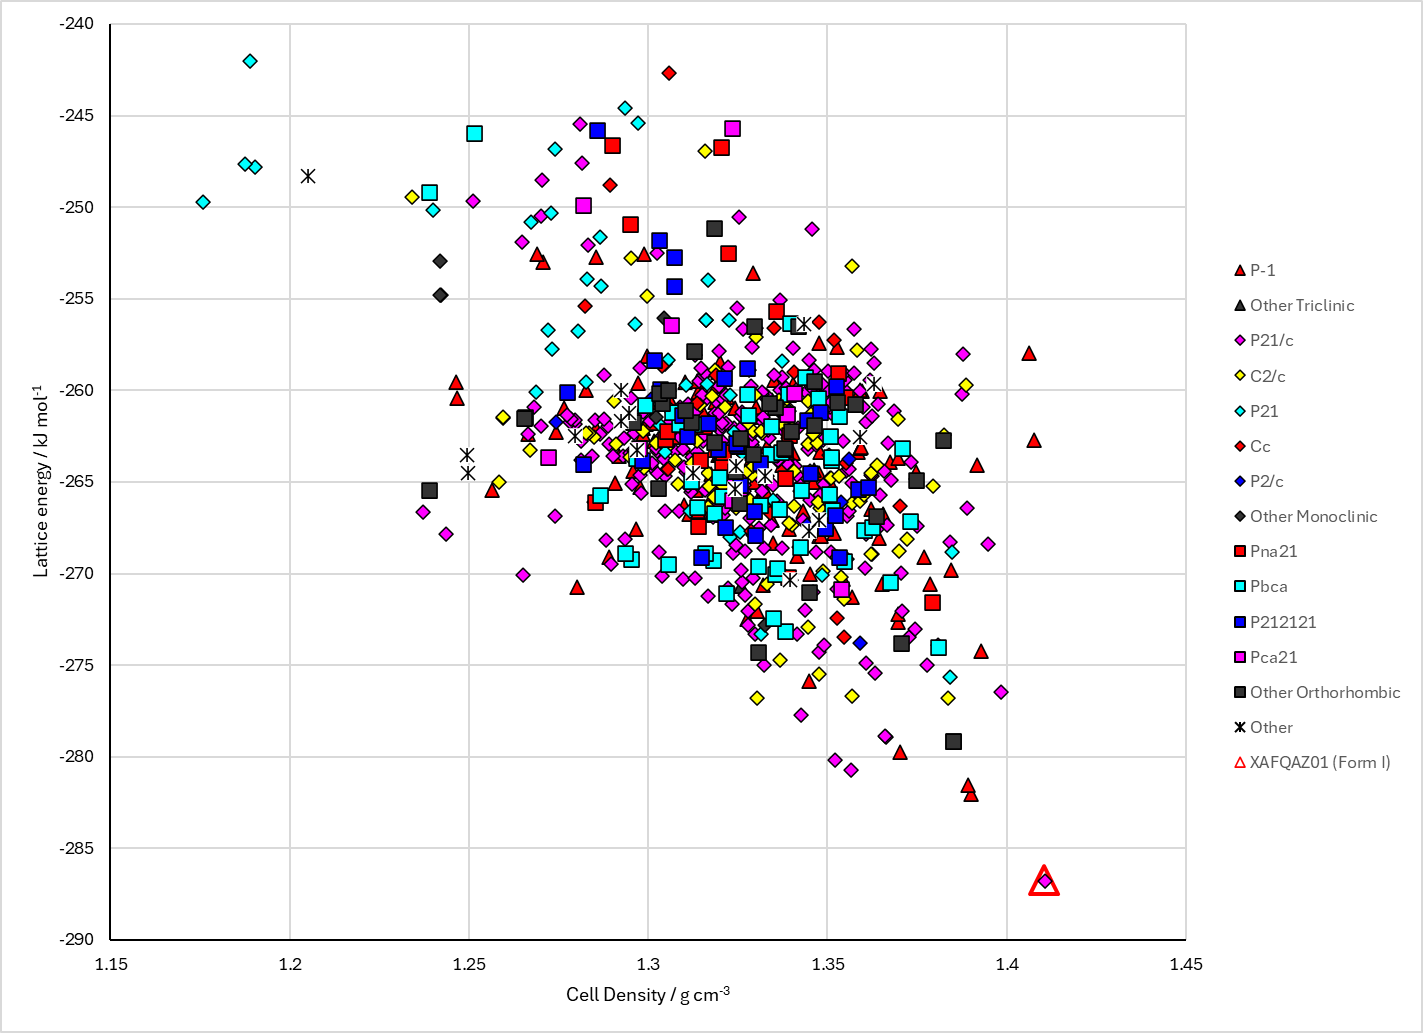 -240
-245
-250
-255
-260
-265
-270
-275
-280
-285
-290
Lattice energy / kJ mol-1
1.15 1.2 1.25 1.3 1.35 1.4 1.45
Cell Density / g cm-3
P-1
Other Triclinic
P21/c
C2/c
P21
Cc
P2/c
Other Monoclinic
Pna21
Pbca
P212121
Pca21
Other Orthorhombic
Other
XAFQAZ01 (Form I)